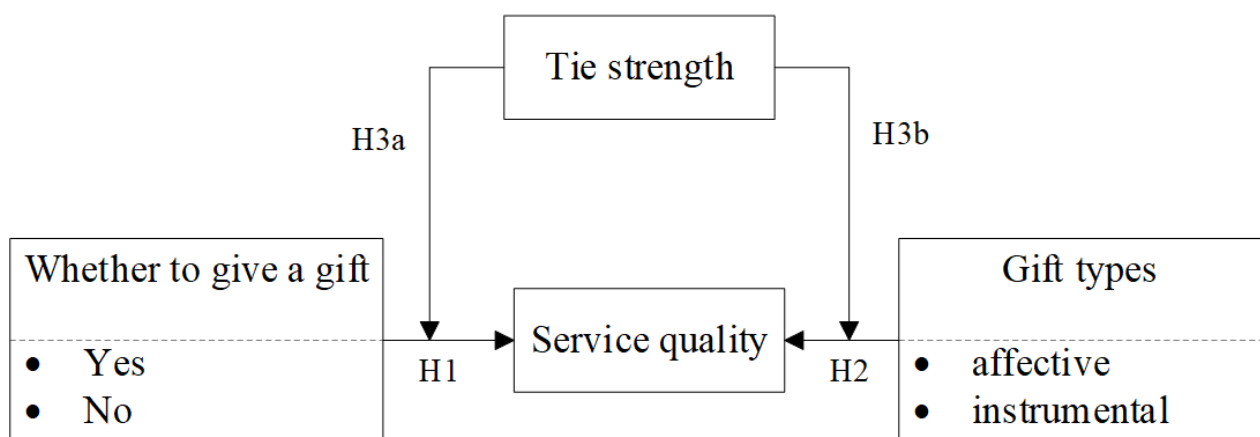 Tie strength
H3a
H3b
Whether to give a gift
• Yes
• No
H1
Service quality
H2
Gift types
• affective
• instrumental